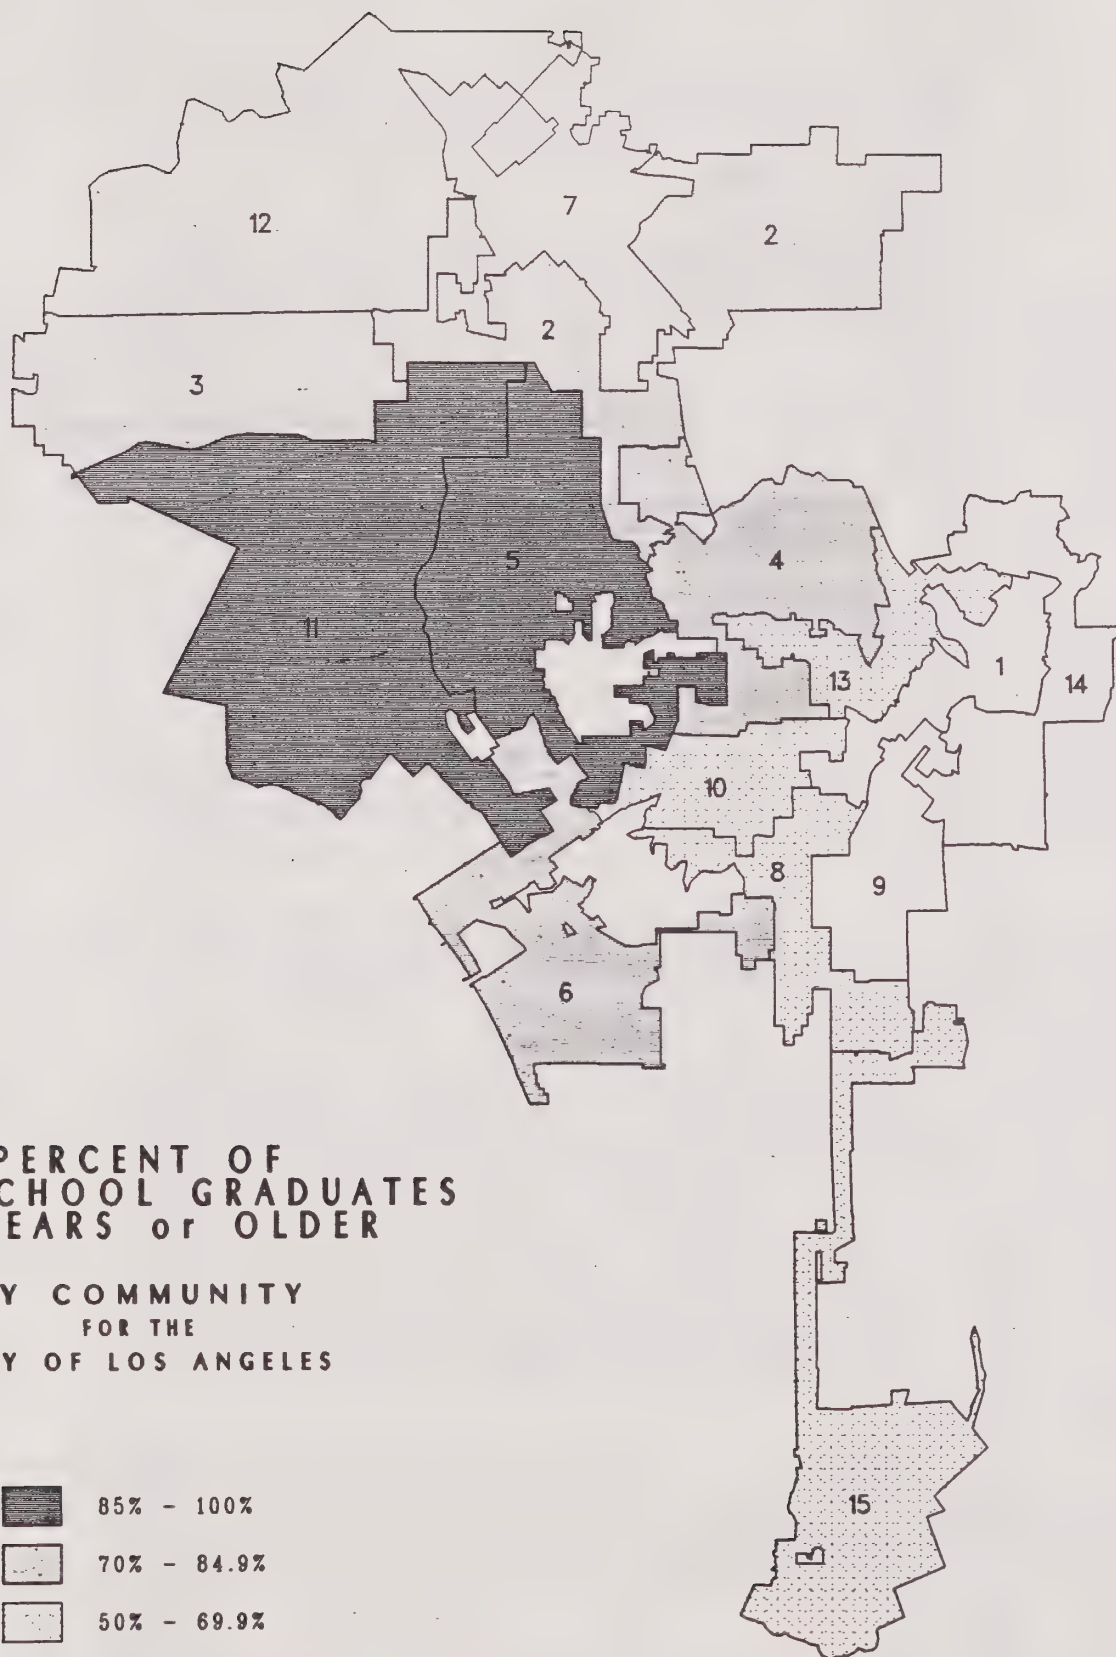 12
7
2
2
3
5
4
11
13
1
14
10
8
9
6
PERCENT OF
CHOOL GRADUATES
EARS or OLDER
Y COMMUNITY
FOR THE
Y OF LOS ANGELES
85% - 100%
15
70% - 84.9%
50% - 69.9%